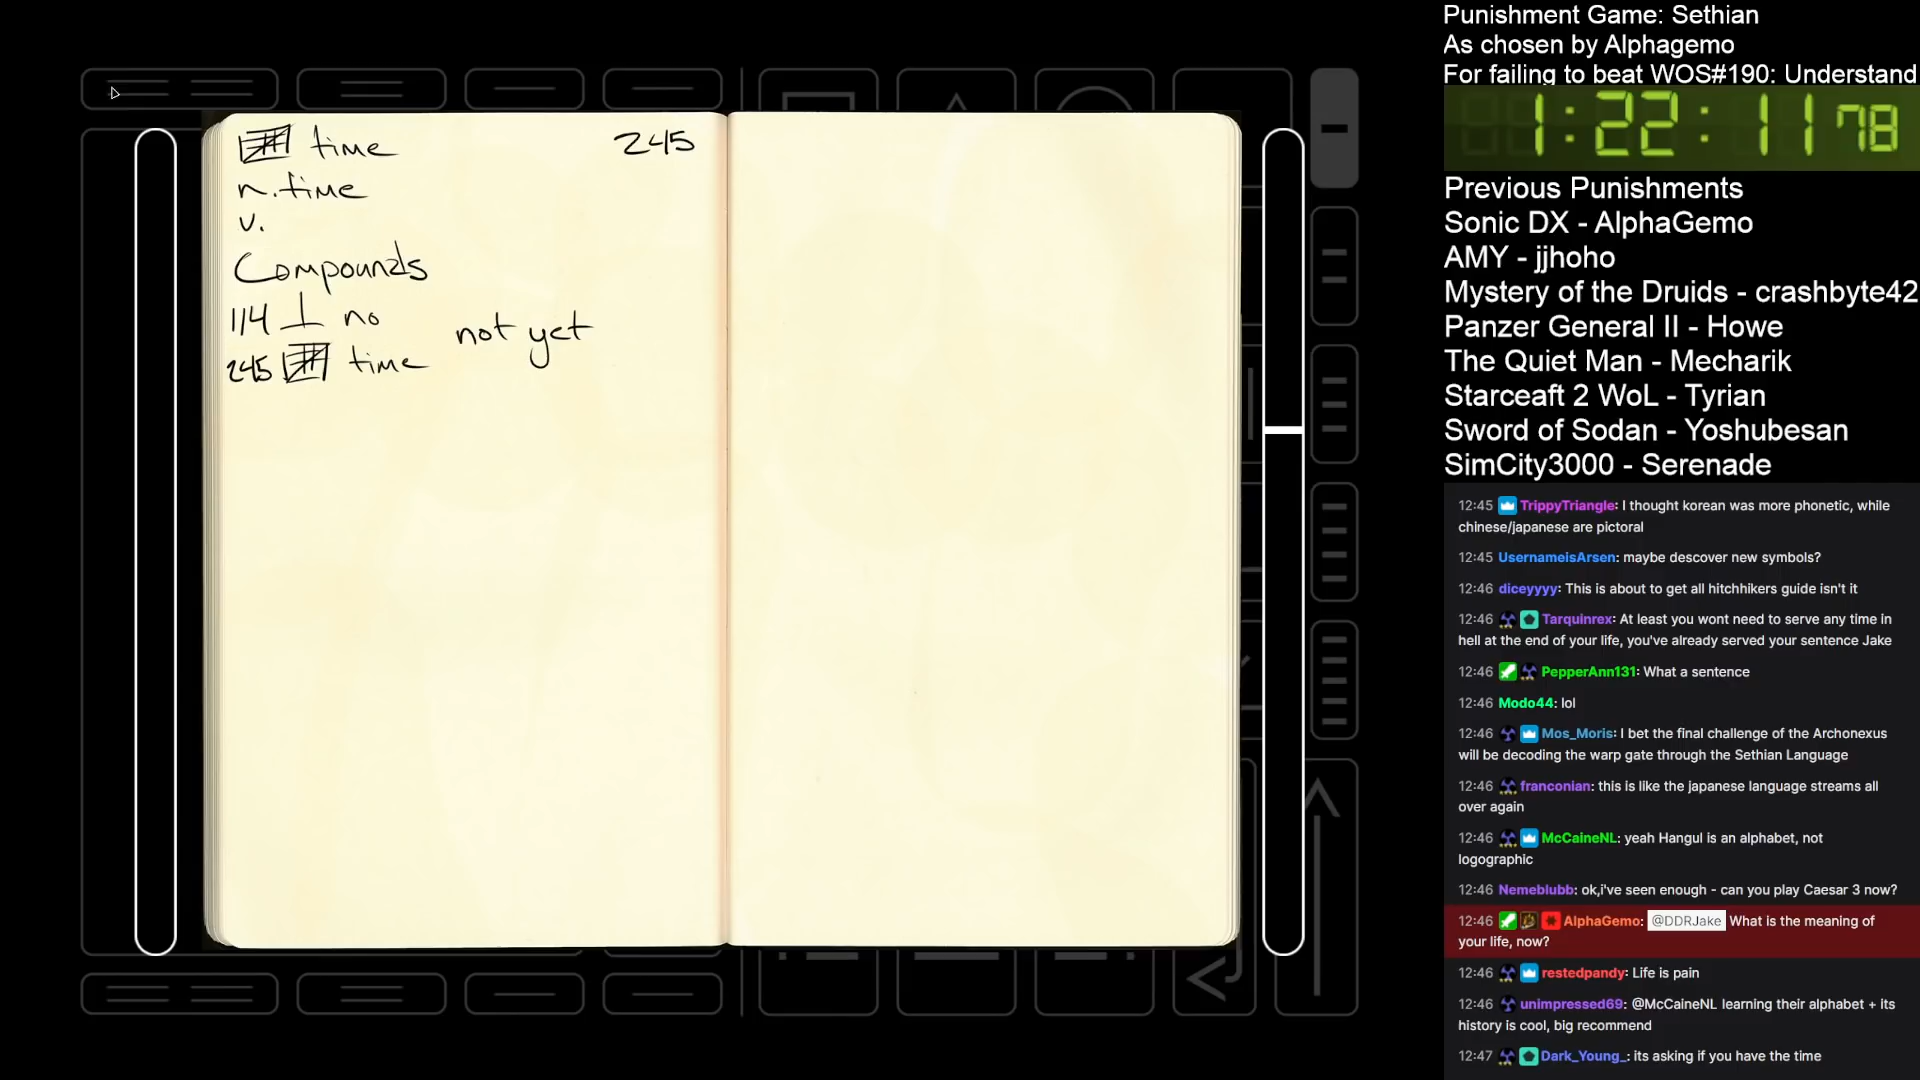 time 245
n. time
v.
Compounds
114 no
not yet
245 time
Punishment Game: Sethian
As chosen by Alphagemo
For failing to beat WOS#190: Understand
1:22:11 78
Previous Punishments
Sonic DX - AlphaGemo
AMY - jjhoho
Mystery of the Druids - crashbyte42
Panzer General II - Howe
The Quiet Man - Mecharik
Starceaft 2 WoL - Tyrian
Sword of Sodan - Yoshubesan
SimCity3000 - Serenade
12:45 TrippyTriangle: I thought korean was more phonetic, while
chinese/japanese are pictoral
12:45 UsernameisArsen: maybe descover new symbols?
12:46 diceyyyy: This is about to get all hitchhikers guide isn't it
12:46 Tarquinrex: At least you wont need to serve any time in
hell at the end of your life, you've already served your sentence Jake
12:46 PepperAnn131: What a sentence
12:46 Modo44: lol
12:46 Mos_Moris: I bet the final challenge of the Archonexus
will be decoding the warp gate through the Sethian Language
12:46 franconian: this is like the japanese language streams all
over again
12:46 McCaineNL: yeah Hangul is an alphabet, not
logographic
12:46 Nemeblubb: ok,i've seen enough - can you play Caesar 3 now?
12:46 AlphaGemo: @DDRJake What is the meaning of
your life, now?
12:46 restedpandy: Life is pain
12:46 unimpressed69: @McCaineNL learning their alphabet + its
history is cool, big recommend
12:47 Dark_Young_: its asking if you have the time